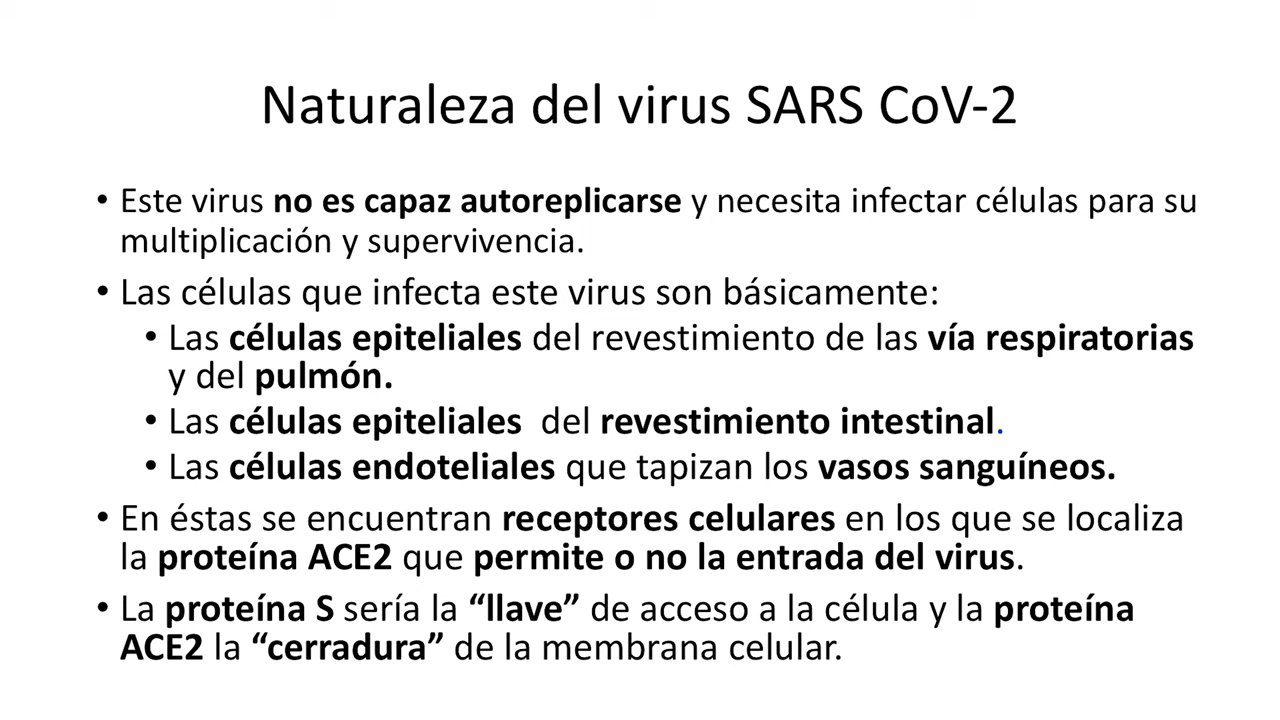 Naturaleza del virus SARS CoV-2
• Este virus no es capaz autoreplicarse y necesita infectar células para su
multiplicación y supervivencia.
• Las células que infecta este virus son básicamente:
• Las células epiteliales del revestimiento de las vía respiratorias
y del pulmón.
• Las células epiteliales  del revestimiento intestinal.
• Las células endoteliales que tapizan los vasos sanguíneos.
• En éstas se encuentran receptores celulares en los que se localiza
la proteína ACE2 que permite o no la entrada del virus.
• La proteína S sería la “llave” de acceso a la célula y la proteína
ACE2 la “cerradura” de la membrana celular.